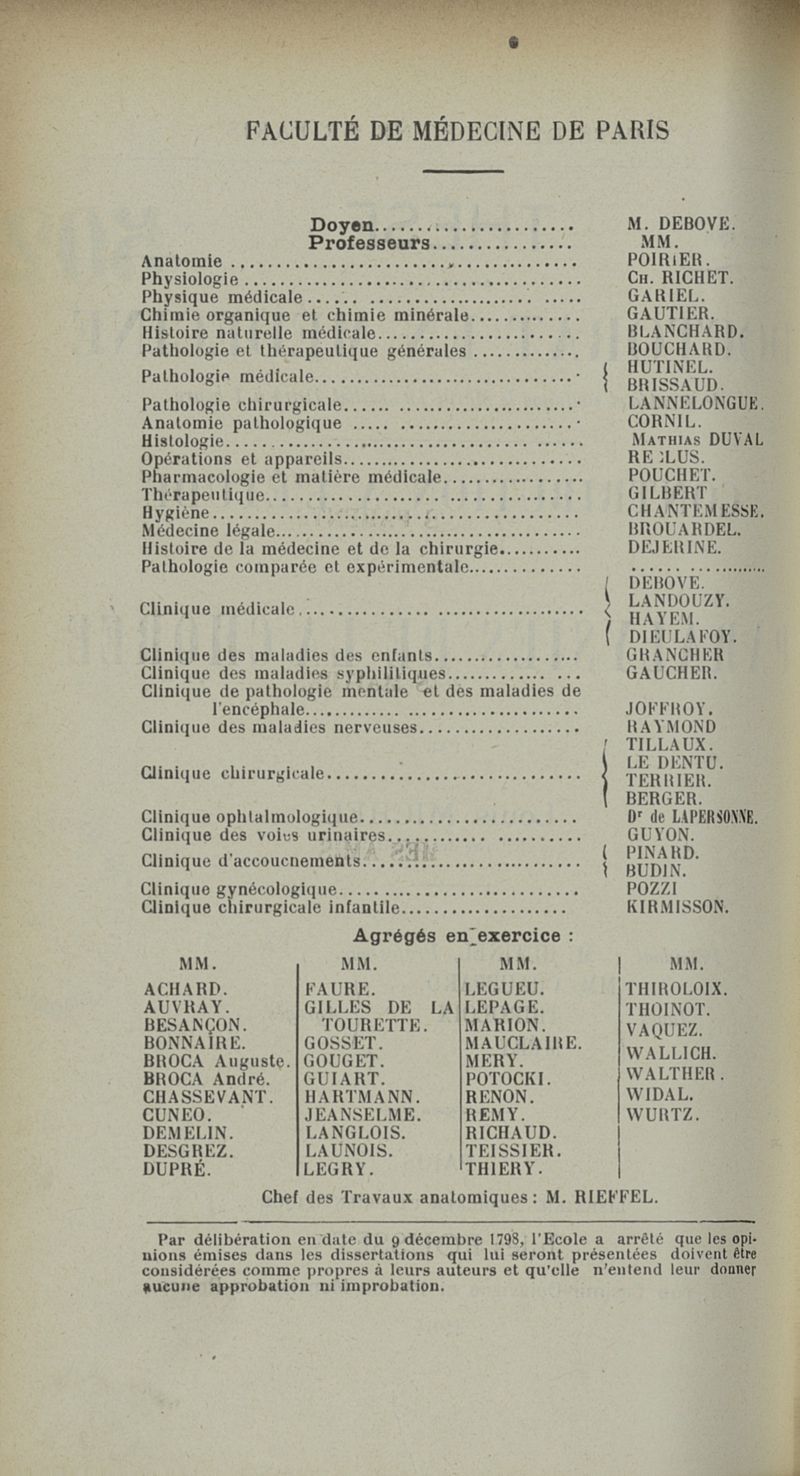 FACULTÉ DE MÉDECINE DE PARIS
Doyen........................ M. DEBOVE.
Professeurs................. MM.
Anatomie........................................ POIRIER.
Physiologie........................................ CH. RICHET.
Physique médicale........................................ GARIEL.
Chimie organique et chimie minérale............. GAUTIER.
Histoire naturelle médicale........................ BLANCHARD.
Pathologie et thérapeutique générales............. BOUCHARD.
Pathologie médicale................................ { HUTINEL.
BRISSAUD.
Pathologie chirurgicale............................ LANNELONGUE.
Anatomie pathologique............................ CORNIL.
Histologie........................................ MATHIAS DUVAL
Opérations et appareils............................ RE LUS.
Pharmacologie et matière médicale................. POUCHET.
Thérapeutique.................................... GILBERT
Hygiène.......................................... CHANTEMESSE.
Médecine légale.................................. BROUARDEL.
Histoire de la médecine et de la chirurgie........... DEJERINE.
Pathologie comparée et expérimentale.............. ......................
DEBOVE.
Clinique médicale................................ { LANDOUZY.
HAYEM.
DIEULAFOY.
Clinique des maladies des enfants................... GRANCHER
Clinique des maladies syphilitiques................. GAUCHER.
Clinique de pathologie mentale et des maladies de
l'encéphale.................................... JOFFROY.
Clinique des maladies nerveuses.................... RAYMOND
TILLAUX.
Clinique chirurgicale.............................. { LE DENTU.
TERRIER.
BERGER.
Clinique ophtalmologique.......................... Dr de LAPERSONNE.
Clinique des voies urinaires........................ GUYON.
Clinique d'accoucnements.......................... { PINARD.
BUDIN.
Clinique gynécologique............................ POZZI
Clinique chirurgicale infantile..................... KIRMISSON.
Agrégés en exercice :
MM. MM. MM. MM.
ACHARD. FAURE. LEGUEU. THIROLOIX.
AUVRAY. GILLES DE LA LEPAGE. THOINOT.
BESANÇON. TOURETTE. MARION. VAQUEZ.
BONNAIRE. GOSSET. MAUCLAIRE. WALLICH.
BROCA Auguste. GOUGET. MERY. WALTHER.
BROCA André. GUIART. POTOCKI. WIDAL.
CHASSEVANT. HARTMANN. RENON. WURTZ.
CUNEO. JEANSELME. REMY.
DEMELIN. LANGLOIS. RICHAUD.
DESGREZ. LAUNOIS. TEISSIER.
DUPRÉ. LEGRY. THIERY.
Chef des Travaux anatomiques : M. RIEFFEL.
Par délibération en date du 9 décembre 1798, l'Ecole a arrêté que les opi-
nions émises dans les dissertations qui lui seront présentées doivent être
considérées comme propres à leurs auteurs et qu'elle n'entend leur donner
aucune approbation ni improbation.